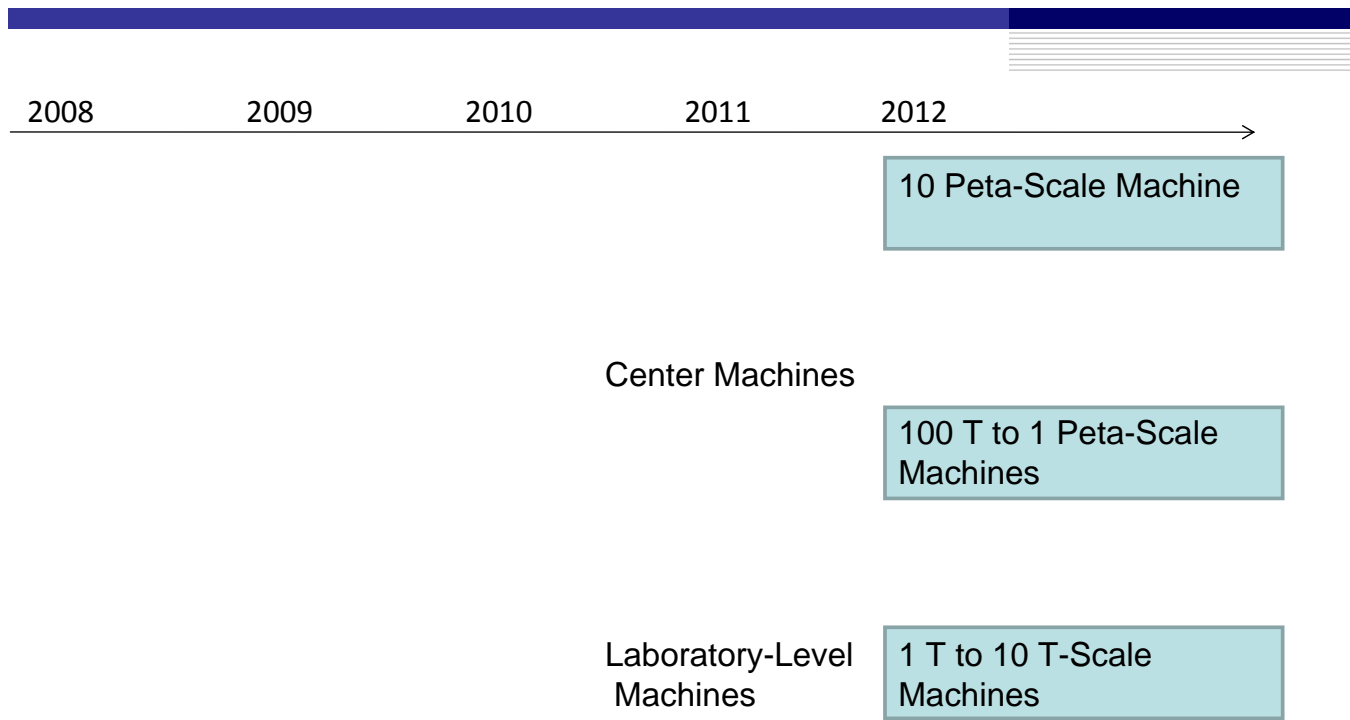 2008 2009 2010 2011 2012
10 Peta-Scale Machine
Center Machines
100 T to 1 Peta-Scale
Machines
Laboratory-Level
Machines
1 T to 10 T-Scale
Machines